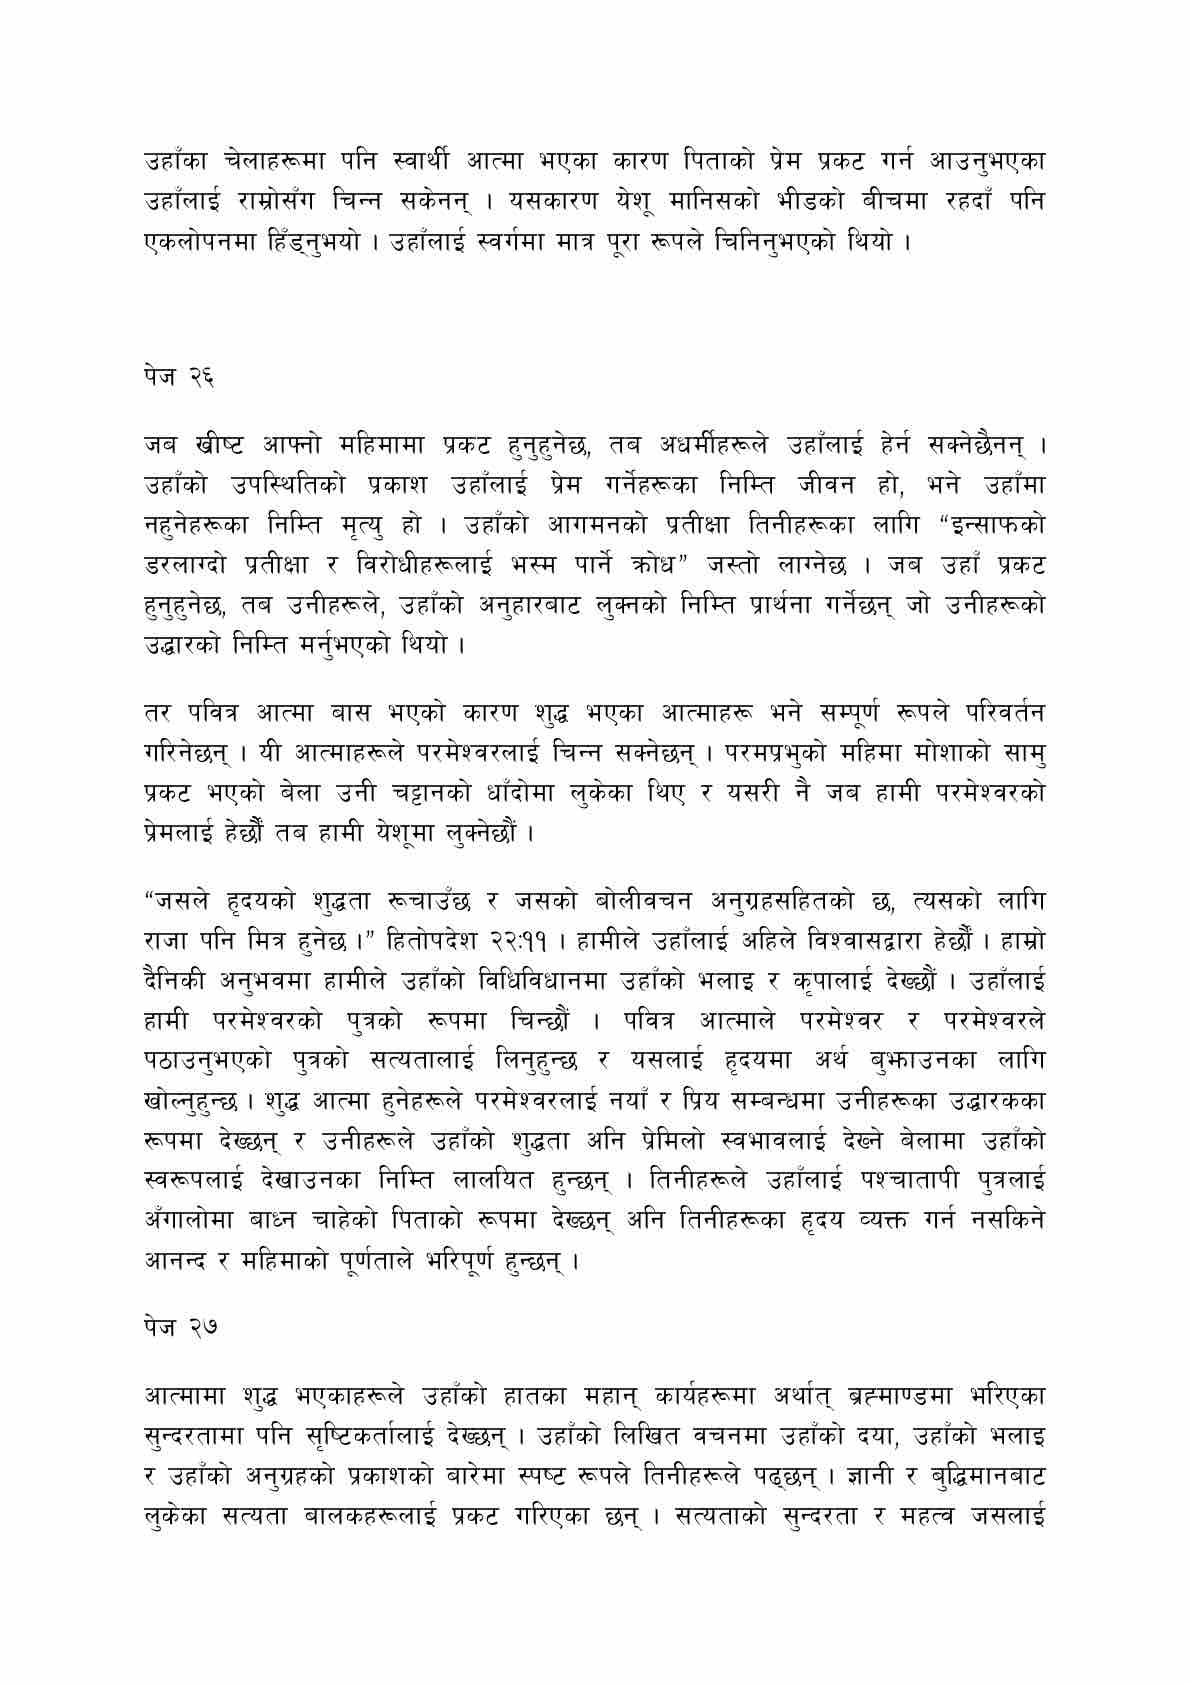 उहाँका चेलाहरूमा पनि स्वार्थी आत्मा भएका कारण पिताको प्रेम प्रकट गर्न आउनुभएका
उहाँलाई राम्रोसँग चिन्न सकेनन् । यसकारण येशू मानिसको भीडको बीचमा रहदाँ पनि
एकलोपनमा हिँड्नुभयो । उहाँलाई स्वर्गमा मात्र पूरा रूपले चिनिनुभएको थियो ।
पेज २६
जब ख्रीष्ट आफ्नो महिमामा प्रकट हुनुहुनेछ, तब अधर्मीहरूले उहाँलाई हेर्न सक्नेछैनन् ।
उहाँको उपस्थितिको प्रकाश उहाँलाई प्रेम गर्नेहरूका निम्ति जीवन हो, भने उहाँमा
नहुनेहरूका निम्ति मृत्यु हो । उहाँको आगमनको प्रतीक्षा तिनीहरूका लागि “इन्साफको
डरलाग्दो प्रतीक्षा र विरोधीहरूलाई भस्म पार्ने क्रोध” जस्तो लाग्नेछ । जब उहाँ प्रकट
हुनुहुनेछ, तब उनीहरूले, उहाँको अनुहारबाट लुक्नको निम्ति प्रार्थना गर्नेछन् जो उनीहरूको
उद्धारको निम्ति मर्नुभएको थियो ।
तर पवित्र आत्मा बास भएको कारण शुद्ध भएका आत्माहरू भने सम्पूर्ण रूपले परिवर्तन
गरिनेछन् । यी आत्माहरूले परमेश्वरलाई चिन्न सक्नेछन् । परमप्रभुको महिमा मोशाको सामु
प्रकट भएको बेला उनी चट्टानको धाँदोमा लुकेका थिए र यसरी नै जब हामी परमेश्वरको
प्रेमलाई हेर्छौं तब हामी येशूमा लुक्नेछौं ।
“जसले हृदयको शुद्धता रूचाउँछ र जसको बोलीवचन अनुग्रहसहितको छ, त्यसको लागि
राजा पनि मित्र हुनेछ ।” हितोपदेश २२:११ । हामीले उहाँलाई अहिले विश्वासद्वारा हेर्छौं । हाम्रो
दैनिकी अनुभवमा हामीले उहाँको विधिविधानमा उहाँको भलाइ र कृपालाई देख्छौं । उहाँलाई
हामी परमेश्वरको पुत्रको रूपमा चिन्छौं । पवित्र आत्माले परमेश्वर र परमेश्वरले
पठाउनुभएको पुत्रको सत्यतालाई लिनुहुन्छ र यसलाई हृदयमा अर्थ बुझाउनका लागि
खोल्नुहुन्छ । शुद्ध आत्मा हुनेहरूले परमेश्वरलाई नयाँ र प्रिय सम्बन्धमा उनीहरूका उद्धारकका
रूपमा देख्छन् र उनीहरूले उहाँको शुद्धता अनि प्रेमिलो स्वभावलाई देख्ने बेलामा उहाँको
स्वरूपलाई देखाउनका निम्ति लालयित हुन्छन् । तिनीहरूले उहाँलाई पश्चातापी पुत्रलाई
अँगालोमा बाध्न चाहेको पिताको रूपमा देख्छन् अनि तिनीहरूका हृदय व्यक्त गर्न नसकिने
आनन्द र महिमाको पूर्णताले भरिपूर्ण हुन्छन् ।
पेज २७
आत्मामा शुद्ध भएकाहरूले उहाँको हातका महान् कार्यहरूमा अर्थात् ब्रह्माण्डमा भरिएका
सुन्दरतामा पनि सृष्टिकर्तालाई देख्छन् । उहाँको लिखित वचनमा उहाँको दया, उहाँको भलाइ
र उहाँको अनुग्रहको प्रकाशको बारेमा स्पष्ट रूपले तिनीहरूले पढ्छन् । ज्ञानी र बुद्धिमानबाट
लुकेका सत्यता बालकहरूलाई प्रकट गरिएका छन् । सत्यताको सुन्दरता र महत्व जसलाई